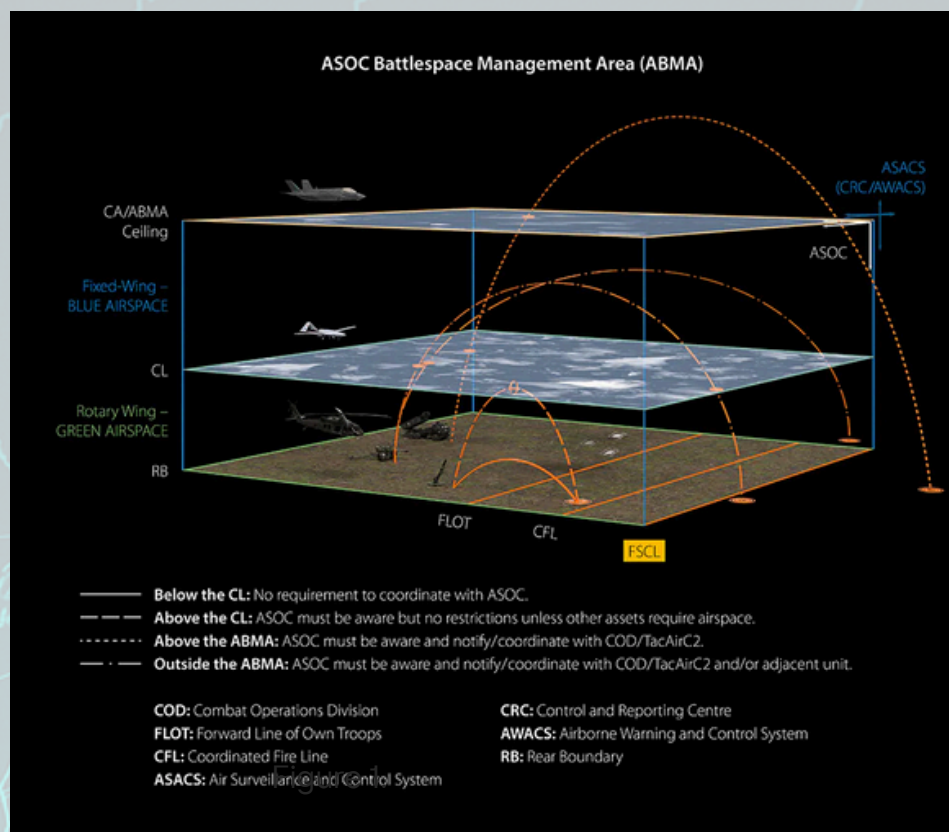 ASOC Battlespace Management Area (ABMA)
ASACS
(CRC/AWACS)
CA/ABMA
Ceiling
ASOC
Fixed-Wing –
BLUE AIRSPACE
CL
Rotary Wing –
GREEN AIRSPACE
RB
FLOT
CFL
FSCL
Below the CL: No requirement to coordinate with ASOC.
Above the CL: ASOC must be aware but no restrictions unless other assets require airspace.
Above the ABMA: ASOC must be aware and notify/coordinate with COD/TacAirC2.
Outside the ABMA: ASOC must be aware and notify/coordinate with COD/TacAirC2 and/or adjacent unit.
COD: Combat Operations Division
FLOT: Forward Line of Own Troops
CFL: Coordinated Fire Line
ASACS: Air Surveillance and Control System
CRC: Control and Reporting Centre
AWACS: Airborne Warning and Control System
RB: Rear Boundary
Figure 1